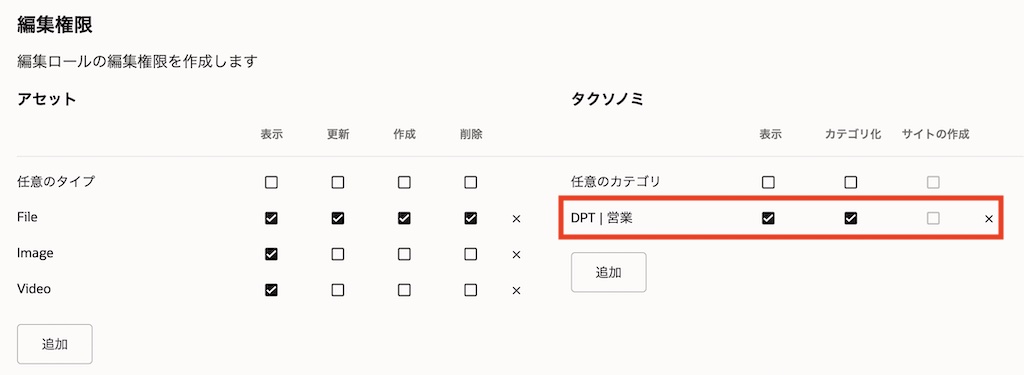 編集権限
編集ロールの編集権限を作成します
アセット
表示 更新 作成 削除
任意のタイプ
File
Image
Video
追加
タクソノミ
表示 カテゴリ化 サイトの作成
任意のカテゴリ
DPT | 営業
追加